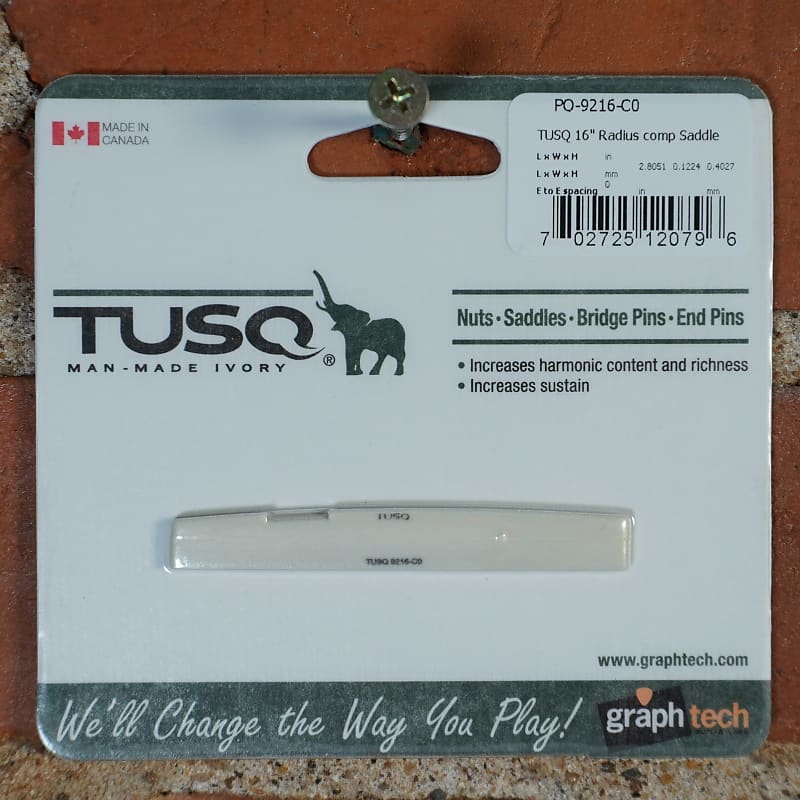 MADE IN
CANADA
PQ-9216-C0
TUSQ 16" Radius comp Saddle
L x W x H in
2.8051 0.1224 0.4027
L x W x H mm
0
E to E spacing in mm
7 02725 12079 6
TUSQ®
MAN-MADE IVORY
Nuts • Saddles • Bridge Pins • End Pins
• Increases harmonic content and richness
• Increases sustain
TUSQ
TUSQ 9216-C0
www.graphtech.com
We'll Change the Way You Play!
graph tech